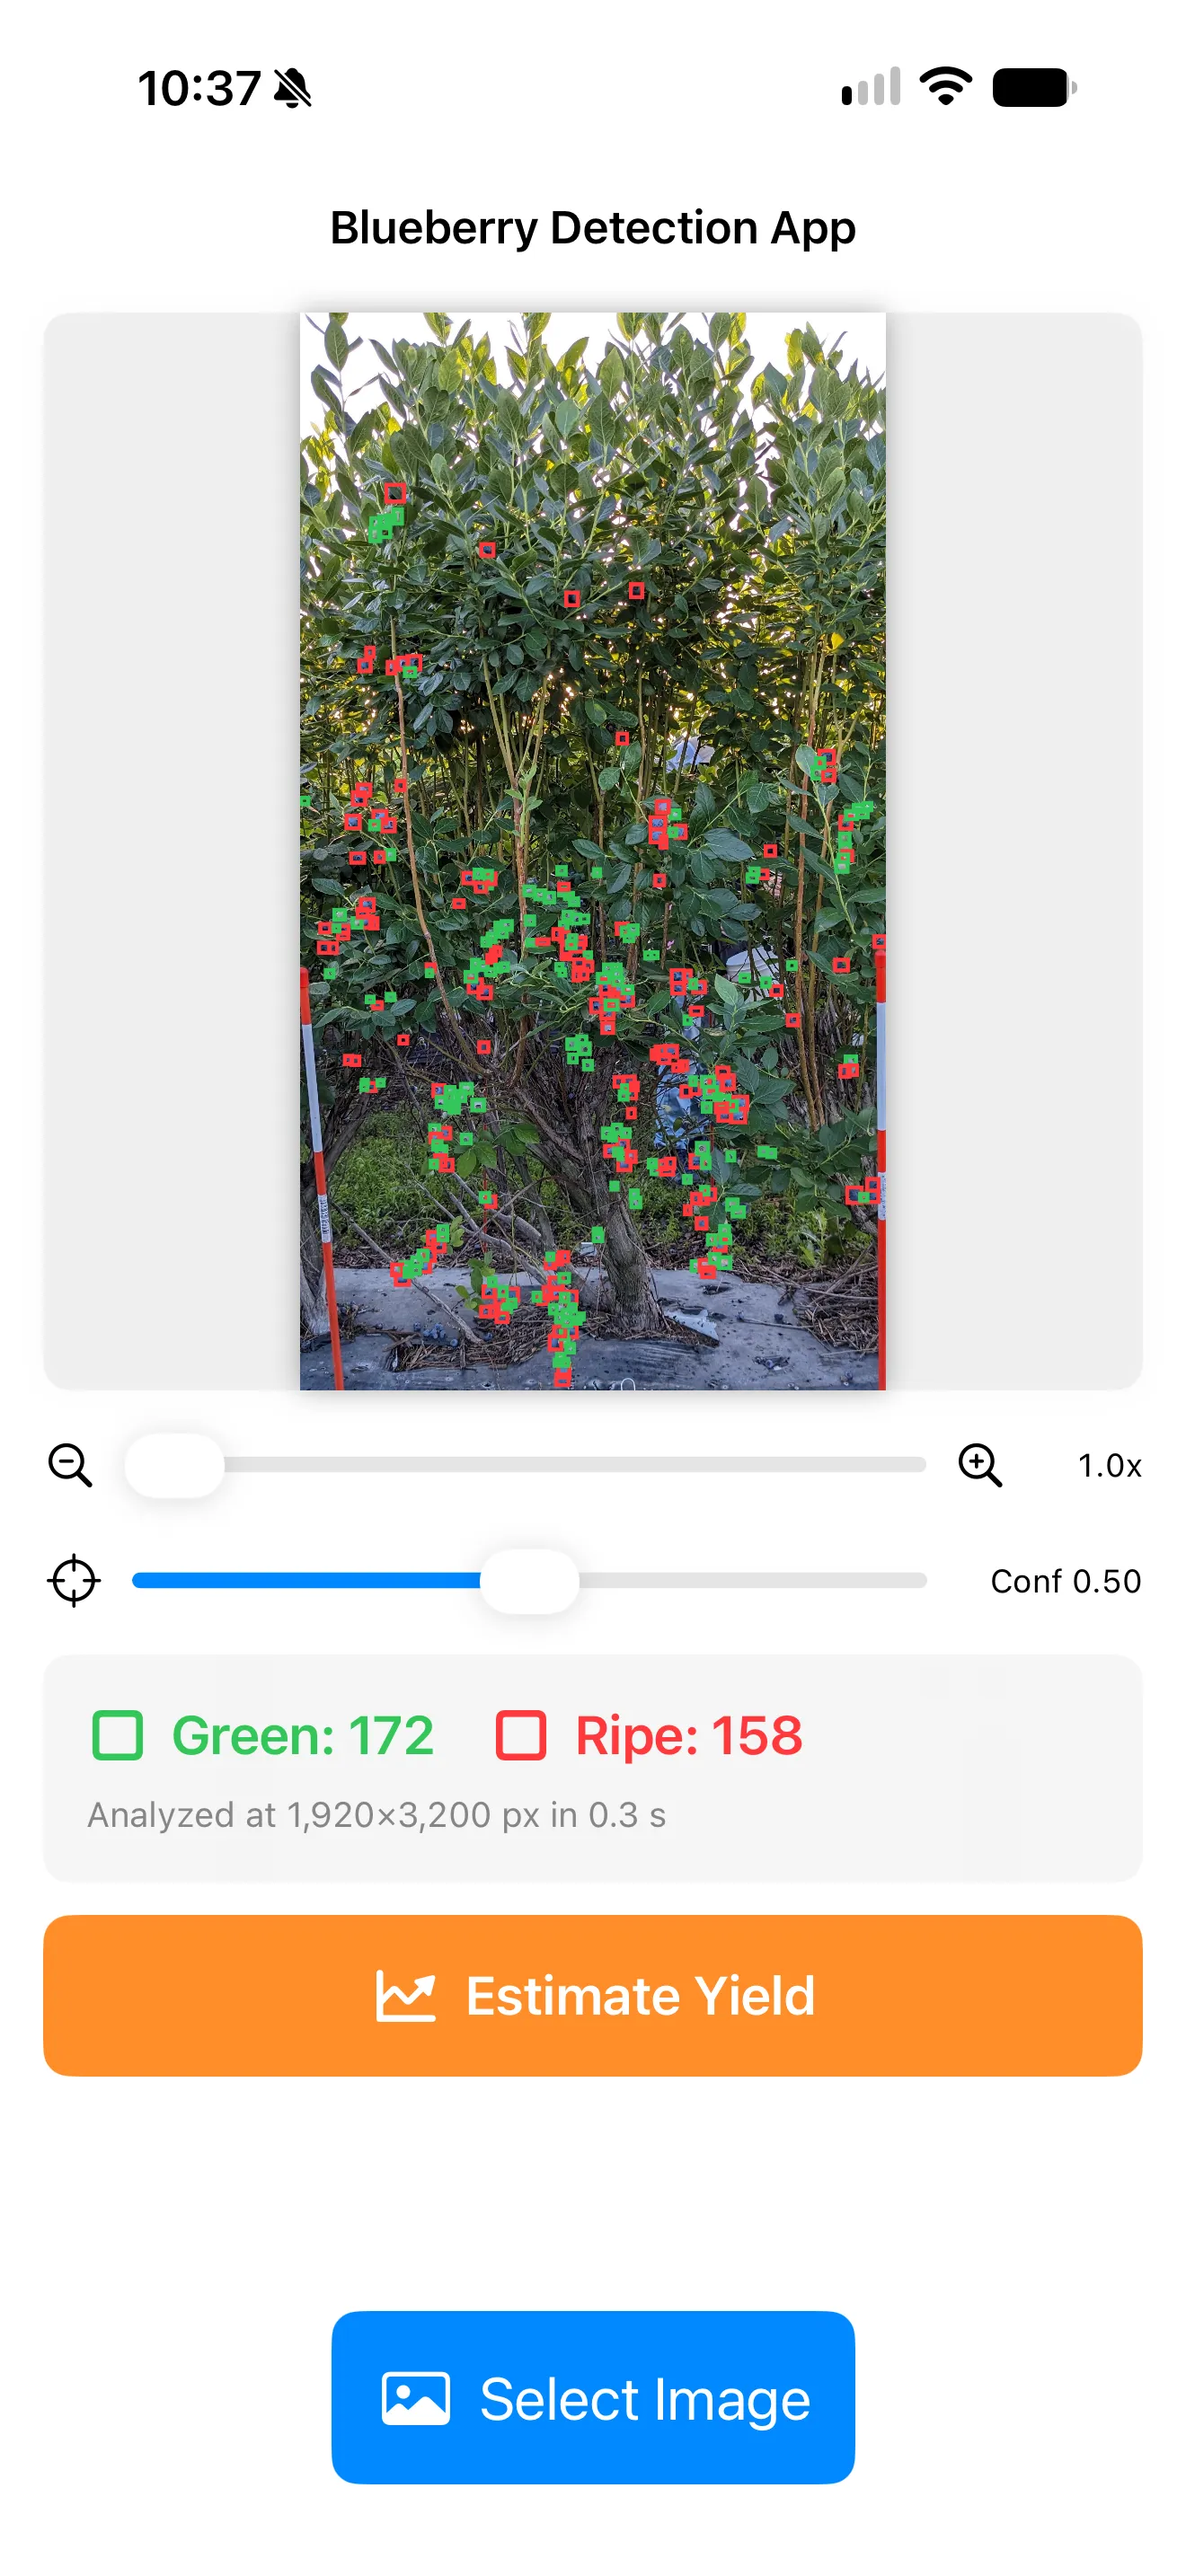 10:37
Blueberry Detection App
1.0x
Conf 0.50
Green: 172 Ripe: 158
Analyzed at 1,920×3,200 px in 0.3 s
Estimate Yield
Select Image